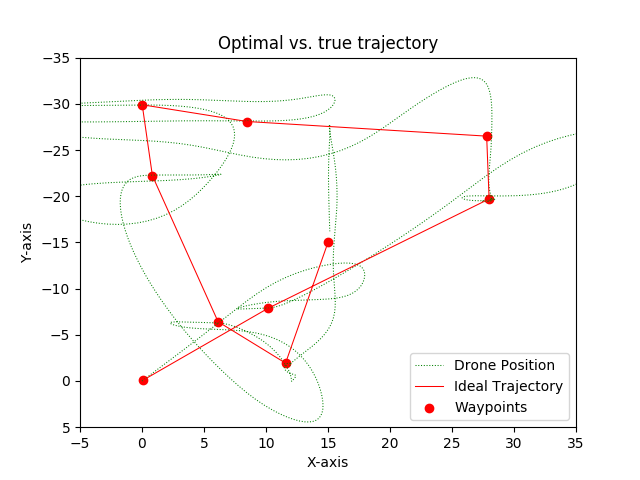 Optimal vs. true trajectory
−35
−30
−25
−20
−15
−10
−5
0
5
Y-axis
−5 0 5 10 15 20 25 30 35
X-axis
Drone Position
Ideal Trajectory
Waypoints